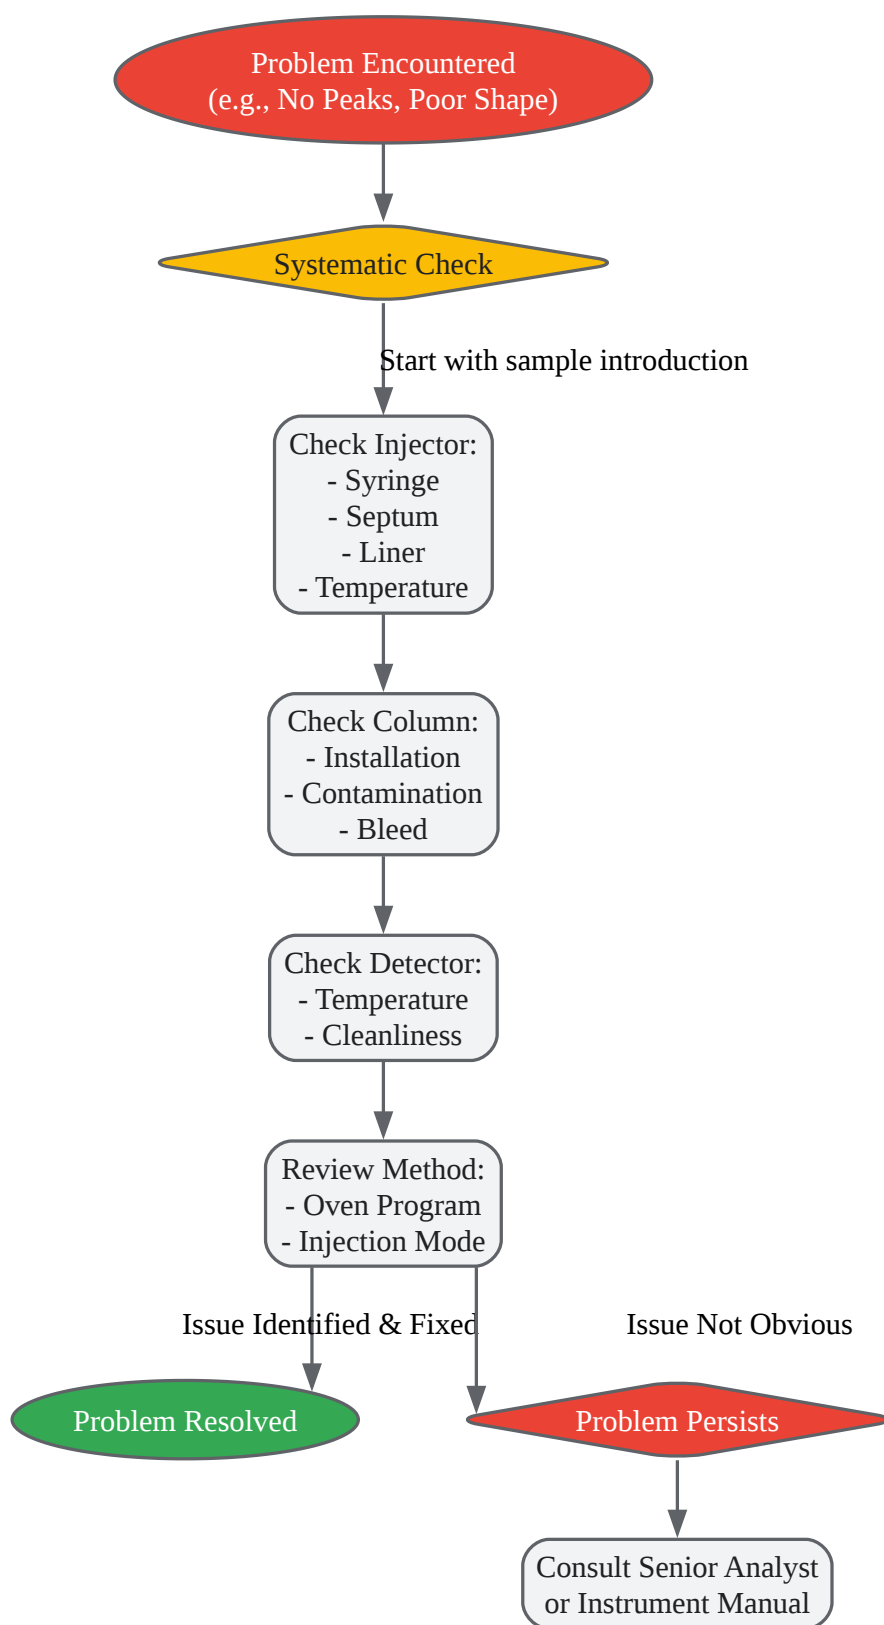 Problem Encountered
(e.g., No Peaks, Poor Shape)
Systematic Check
Start with sample introduction
Check Injector:
- Syringe
- Septum
- Liner
- Temperature
Check Column:
- Installation
- Contamination
- Bleed
Check Detector:
- Temperature
- Cleanliness
Review Method:
- Oven Program
- Injection Mode
Issue Identified & Fixed
Issue Not Obvious
Problem Resolved
Problem Persists
Consult Senior Analyst
or Instrument Manual